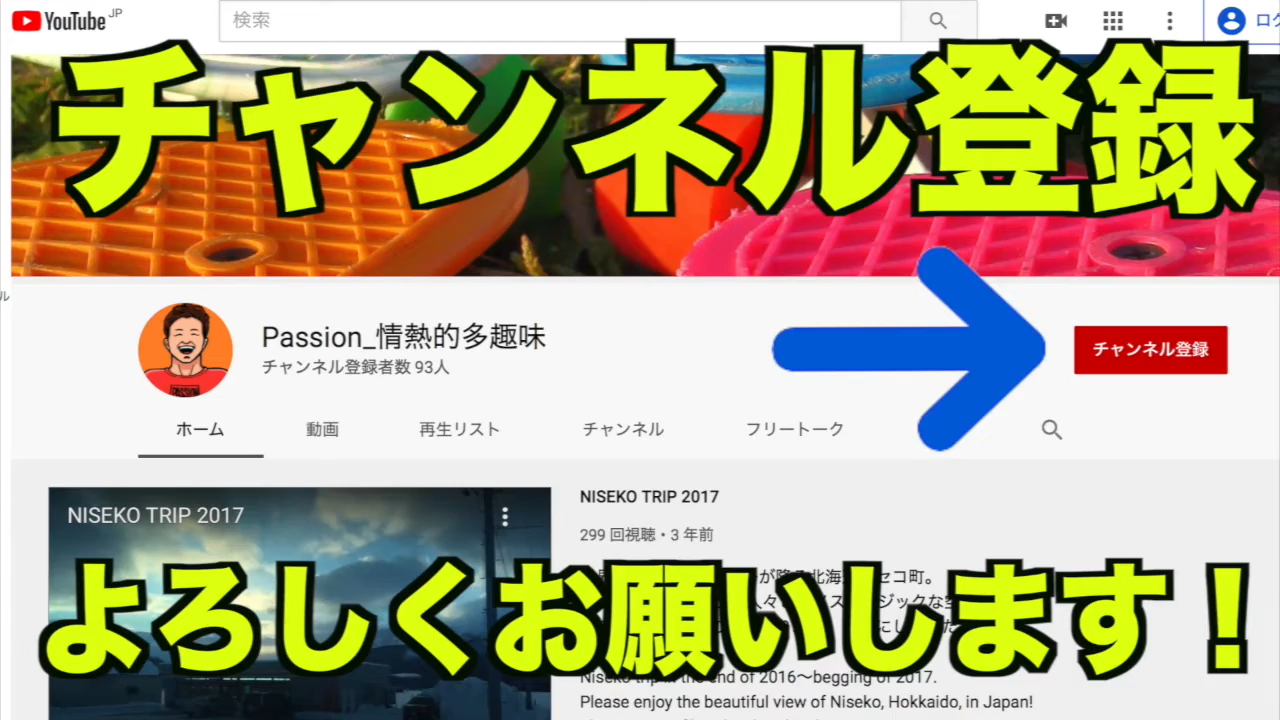 YouTube JP
検索
ログ
チャンネル登録
ル
Passion_情熱的多趣味
チャンネル登録者数 93人
チャンネル登録
ホーム 動画 再生リスト チャンネル フリートーク
NISEKO TRIP 2017
NISEKO TRIP 2017
299 回視聴・3 年前
よろしくお願いします！
Niseko trip in the end of 2016〜begging of 2017.
Please enjoy the beautiful view of Niseko, Hokkaido, in Japan!